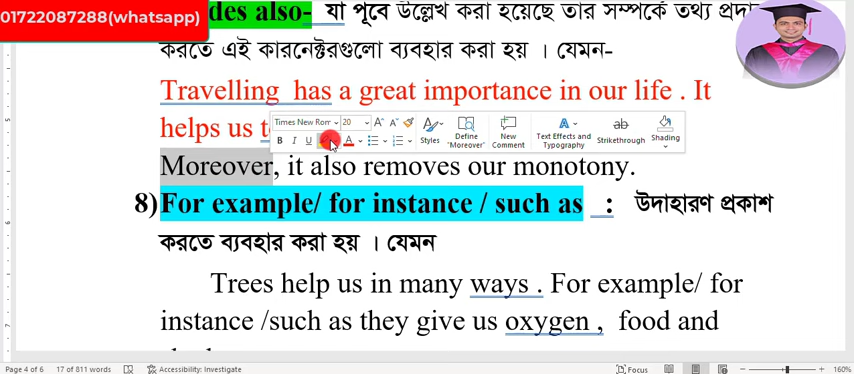 01722087288(whatsapp)
des also- যা পূবে উল্লেখ করা হয়েছে তার সম্পর্কে তথ্য প্রদা
করতে এই কারনেক্টরগুলো ব্যবহার করা হয় । যেমন-
Travelling has a great importance in our life . It
helps us t
Times New Rom 20
B I U A Styles Define "Moreover" New Comment Text Effects and Typography Strikethrough Shading
Moreover, it also removes our monotony.
8)For example/ for instance / such as : উদাহারণ প্রকাশ
করতে ব্যবহার করা হয় । যেমন
Trees help us in many ways . For example/ for
instance /such as they give us oxygen , food and
Page 4 of 6 17 of 811 words Accessibility: Investigate Focus 160%